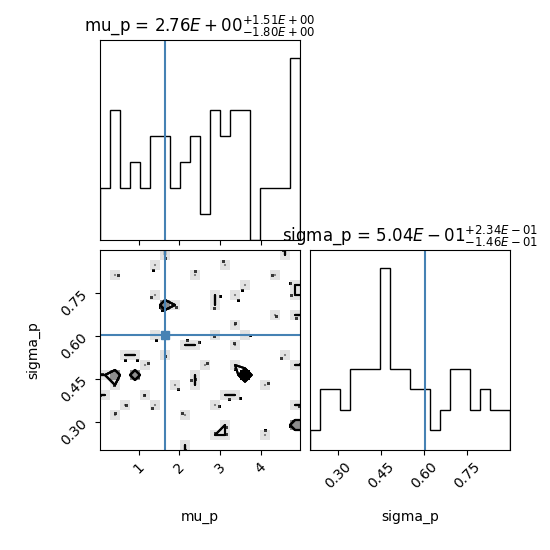 mu_p = 2.76E + 00+1.51E+00−1.80E+00
sigma_p = 5.04E − 01+2.34E−01−1.46E−01
0.75
0.60
0.45
0.30
sigma_p
1 2 3 4
0.30 0.45 0.60 0.75
mu_p sigma_p